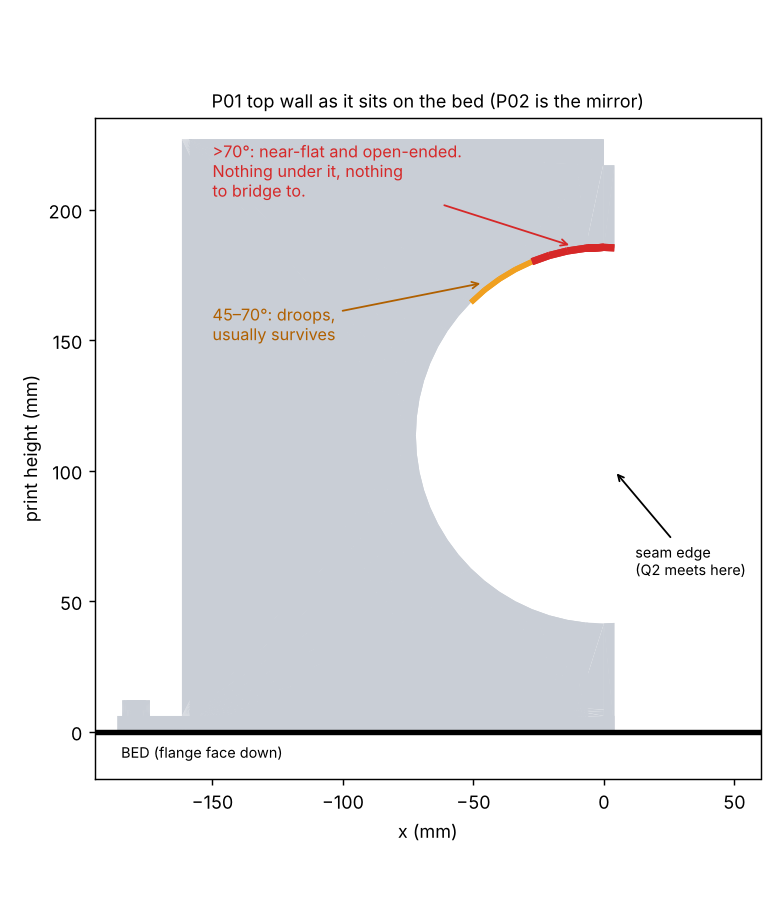 P01 top wall as it sits on the bed (P02 is the mirror)
>70°: near-flat and open-ended.
Nothing under it, nothing
to bridge to.
45–70°: droops,
usually survives
seam edge
(Q2 meets here)
BED (flange face down)
print height (mm)
200
150
100
50
0
−150
−100
−50
0
50
x (mm)